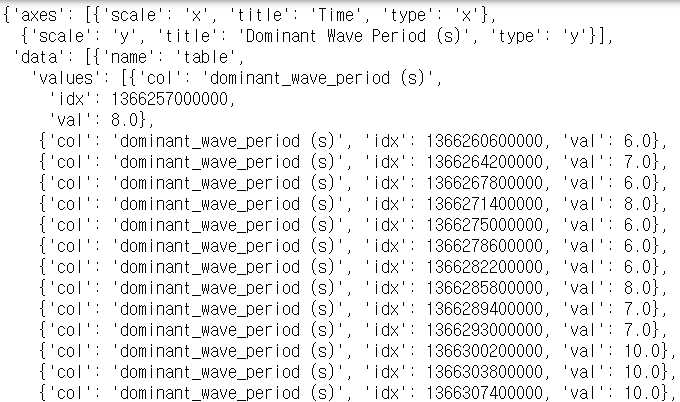 {'axes': [{'scale': 'x', 'title': 'Time', 'type': 'x'},
{'scale': 'y', 'title': 'Dominant Wave Period (s)', 'type': 'y'}],
'data': [{'name': 'table',
'values': [{'col': 'dominant_wave_period (s)',
'idx': 1366257000000,
'val': 8.0},
{'col': 'dominant_wave_period (s)', 'idx': 1366260600000, 'val': 6.0},
{'col': 'dominant_wave_period (s)', 'idx': 1366264200000, 'val': 7.0},
{'col': 'dominant_wave_period (s)', 'idx': 1366267800000, 'val': 6.0},
{'col': 'dominant_wave_period (s)', 'idx': 1366271400000, 'val': 8.0},
{'col': 'dominant_wave_period (s)', 'idx': 1366275000000, 'val': 6.0},
{'col': 'dominant_wave_period (s)', 'idx': 1366278600000, 'val': 6.0},
{'col': 'dominant_wave_period (s)', 'idx': 1366282200000, 'val': 6.0},
{'col': 'dominant_wave_period (s)', 'idx': 1366285800000, 'val': 8.0},
{'col': 'dominant_wave_period (s)', 'idx': 1366289400000, 'val': 7.0},
{'col': 'dominant_wave_period (s)', 'idx': 1366293000000, 'val': 7.0},
{'col': 'dominant_wave_period (s)', 'idx': 1366300200000, 'val': 10.0},
{'col': 'dominant_wave_period (s)', 'idx': 1366303800000, 'val': 10.0},
{'col': 'dominant_wave_period (s)', 'idx': 1366307400000, 'val': 10.0},